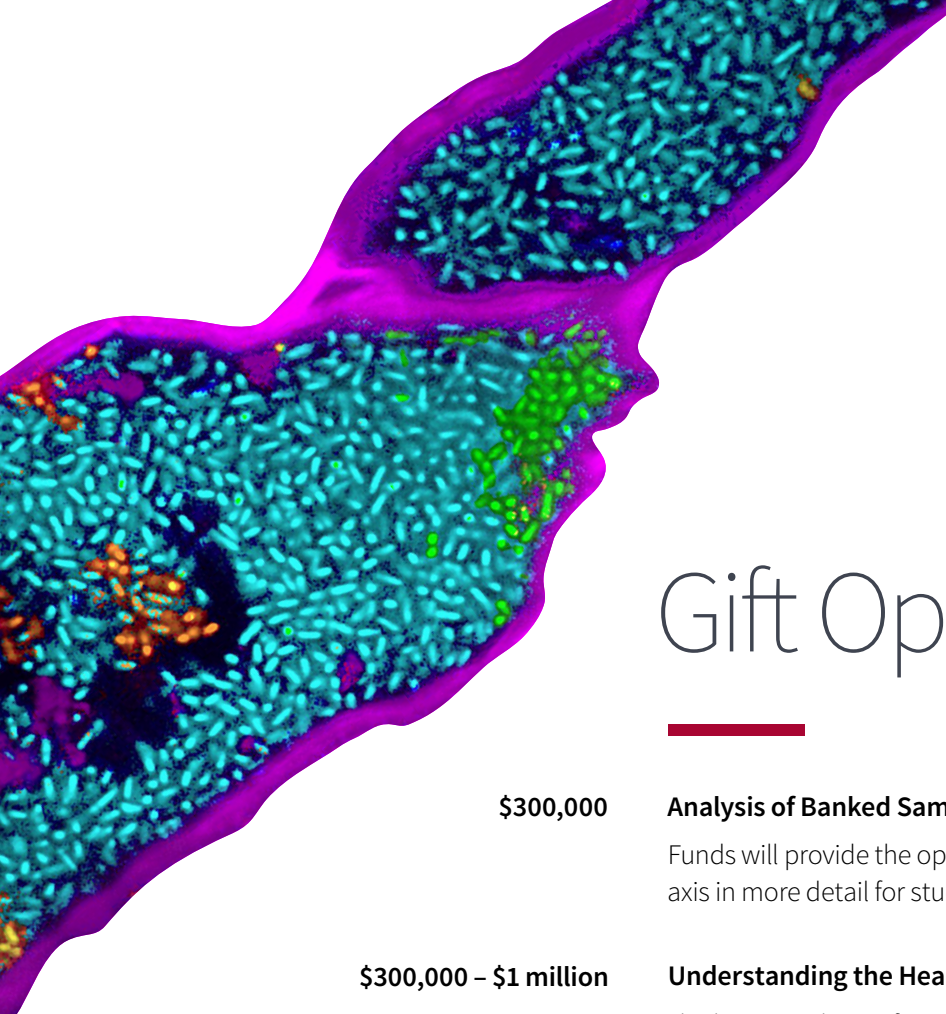 Gift Op
$300,000
Analysis of Banked Sam
Funds will provide the op
axis in more detail for stu
$300,000 – $1 million
Understanding the Hea